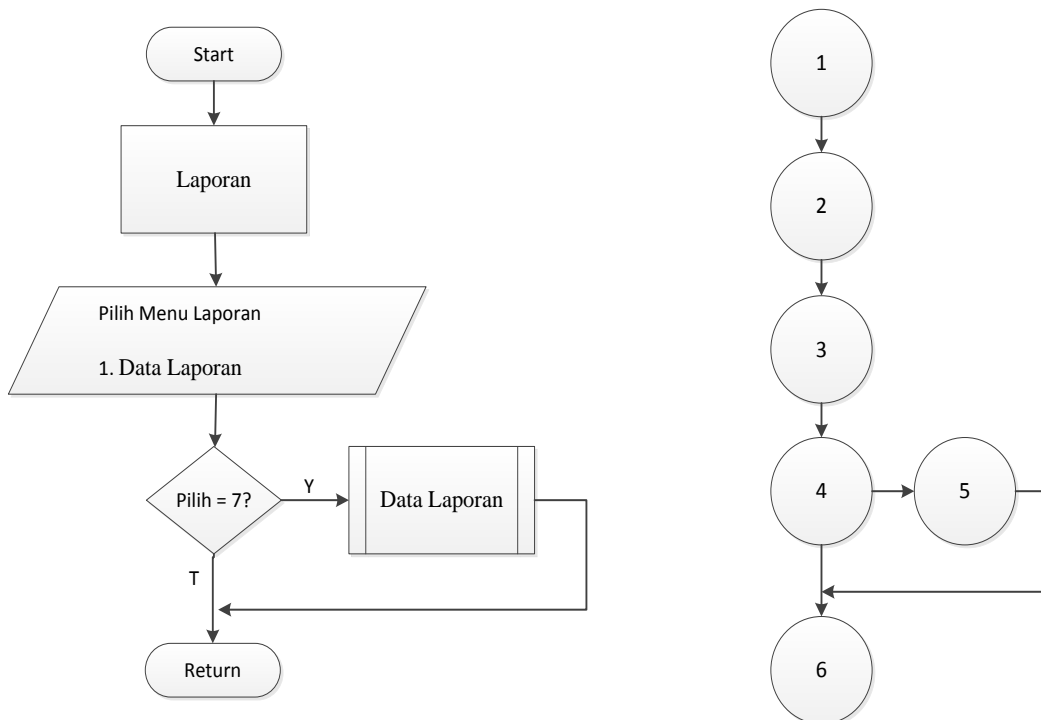 Start
Laporan
Pilih Menu Laporan
1. Data Laporan
Pilih = 7?
Y
Data Laporan
T
Return
1
2
3
4
5
6